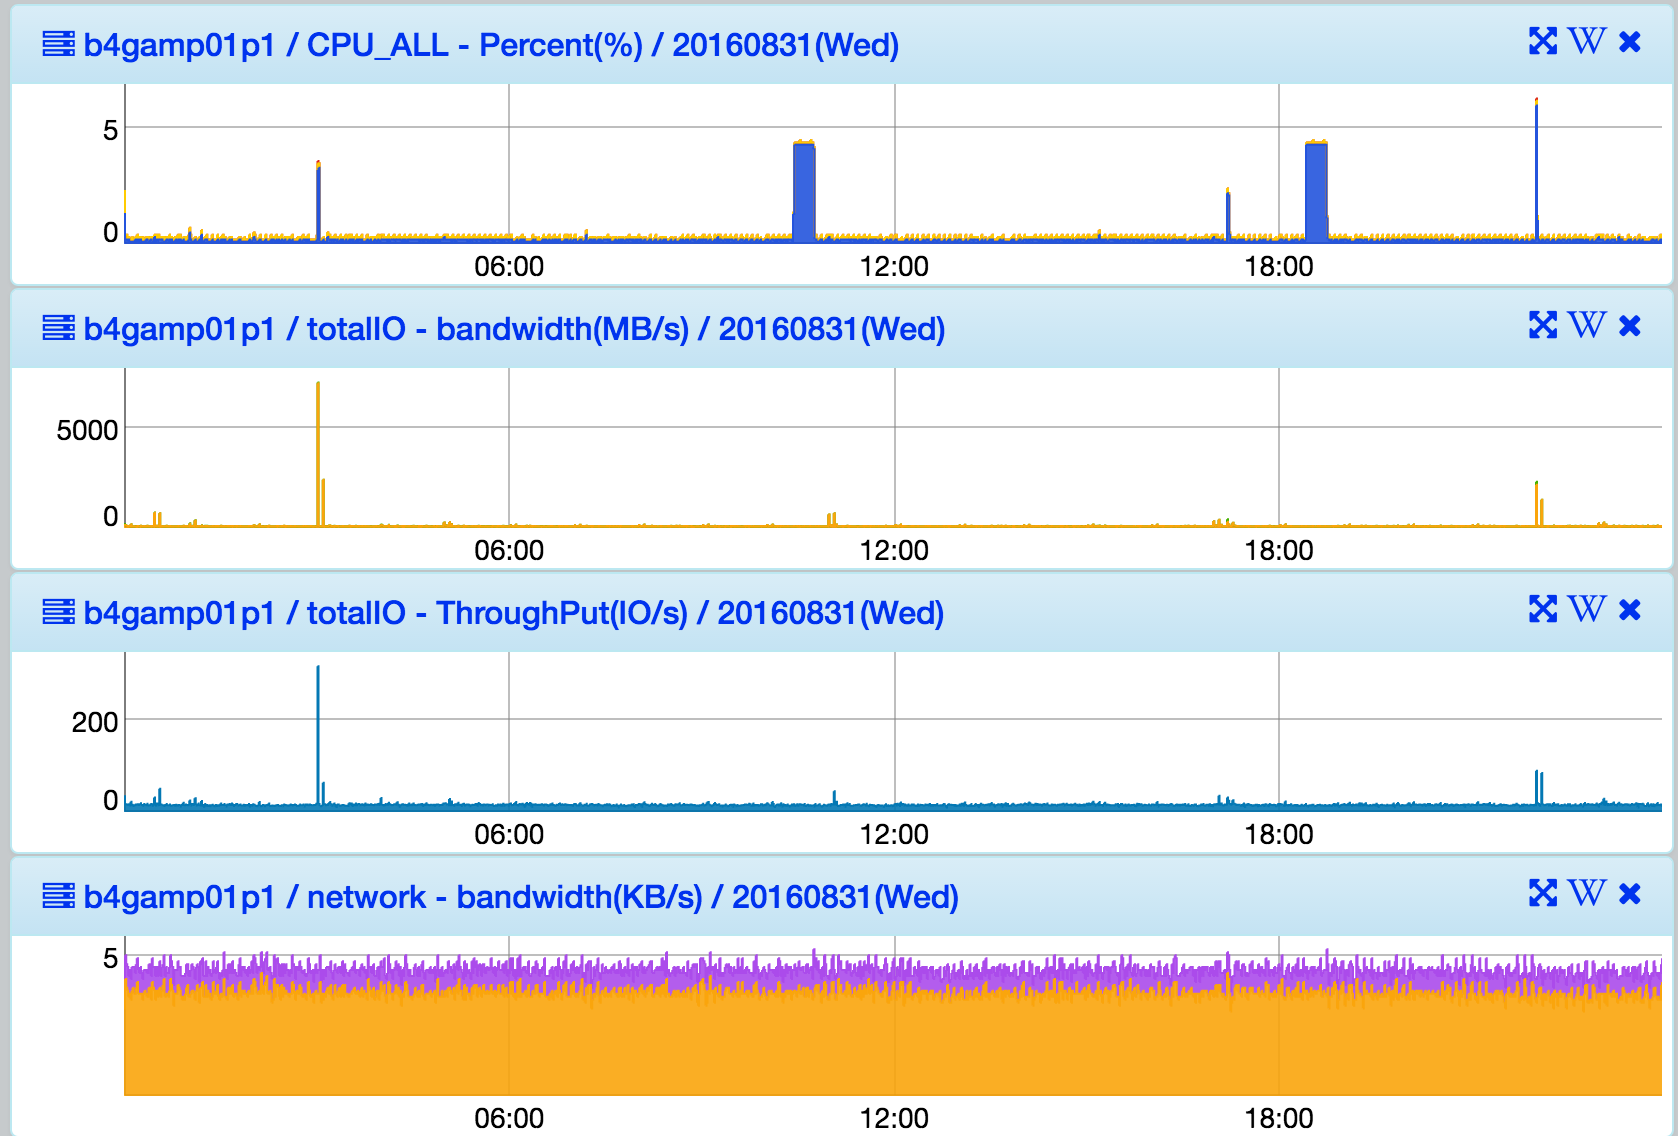 b4gamp01p1 / CPU_ALL - Percent(%) / 20160831(Wed) W
5
0
06:00 12:00 18:00
b4gamp01p1 / totalIO - bandwidth(MB/s) / 20160831(Wed) W
5000
0
06:00 12:00 18:00
b4gamp01p1 / totalIO - ThroughPut(IO/s) / 20160831(Wed) W
200
0
06:00 12:00 18:00
b4gamp01p1 / network - bandwidth(KB/s) / 20160831(Wed) W
5
06:00 12:00 18:00